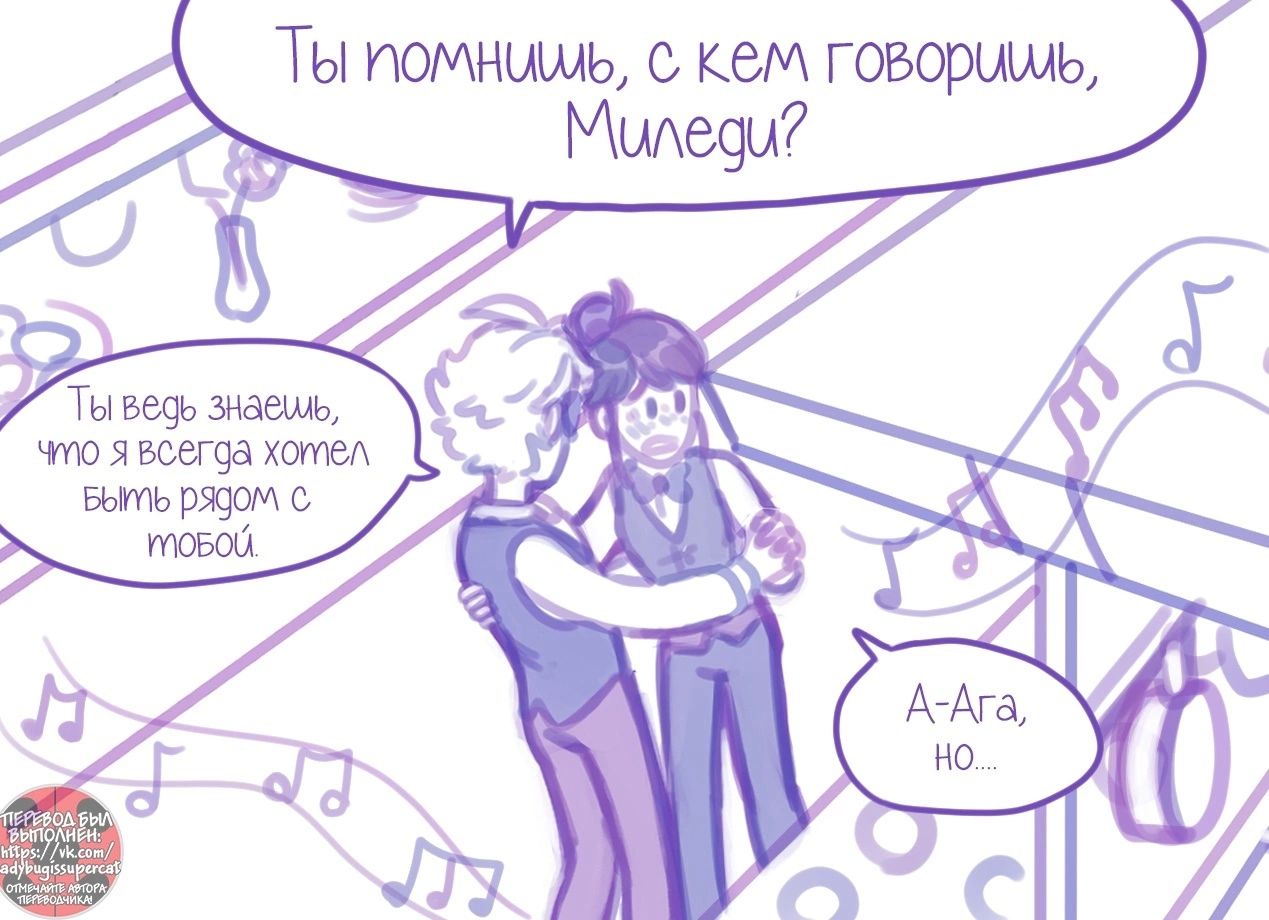 Ты помнишь, с кем говоришь,
Миледи?
Ты ведь знаешь,
что я всегда хотел
быть рядом с
тобой.
А-Ага,
но....
ПЕРЕВОД БЫЛ
ВЫПОЛНЕН:
https://vk.com/
adybugissupercat
ОТМЕЧАЙТЕ АВТОРА
ПЕРЕВОДЧИКА!